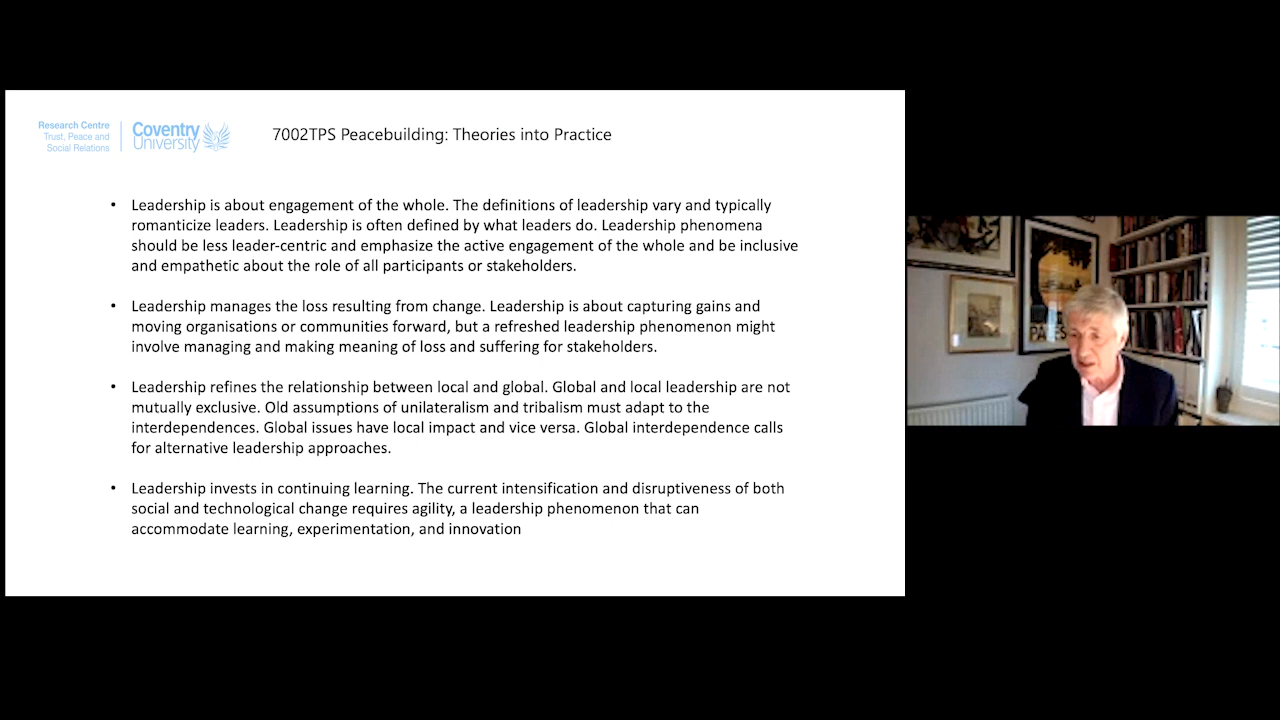 Research Centre
Trust, Peace and
Social Relations
Coventry
University
7002TPS Peacebuilding: Theories into Practice
• Leadership is about engagement of the whole. The definitions of leadership vary and typically
romanticize leaders. Leadership is often defined by what leaders do. Leadership phenomena
should be less leader-centric and emphasize the active engagement of the whole and be inclusive
and empathetic about the role of all participants or stakeholders.
• Leadership manages the loss resulting from change. Leadership is about capturing gains and
moving organisations or communities forward, but a refreshed leadership phenomenon might
involve managing and making meaning of loss and suffering for stakeholders.
• Leadership refines the relationship between local and global. Global and local leadership are not
mutually exclusive. Old assumptions of unilateralism and tribalism must adapt to the
interdependences. Global issues have local impact and vice versa. Global interdependence calls
for alternative leadership approaches.
• Leadership invests in continuing learning. The current intensification and disruptiveness of both
social and technological change requires agility, a leadership phenomenon that can
accommodate learning, experimentation, and innovation